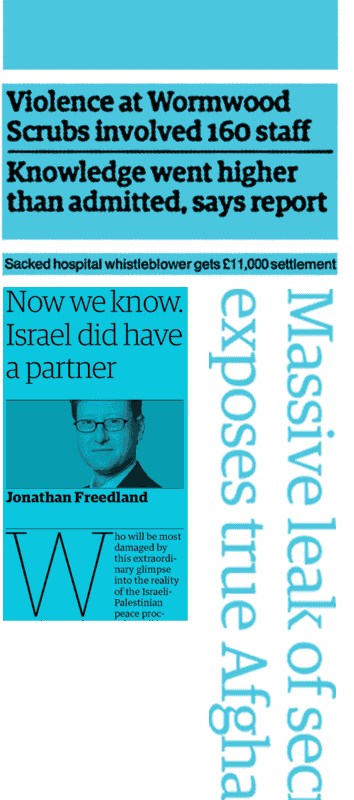 Violence at Wormwood
Scrubs involved 160 staff
Knowledge went higher
than admitted, says report
Sacked hospital whistleblower gets £11,000 settlement
Now we know.
Israel did have
a partner
Jonathan Freedland
Who will be most
damaged by
this extraordi-
nary glimpse
into the reality
of the Israeli-
Palestinian
peace proc-
Massive leak of secr
exposes true Afgha